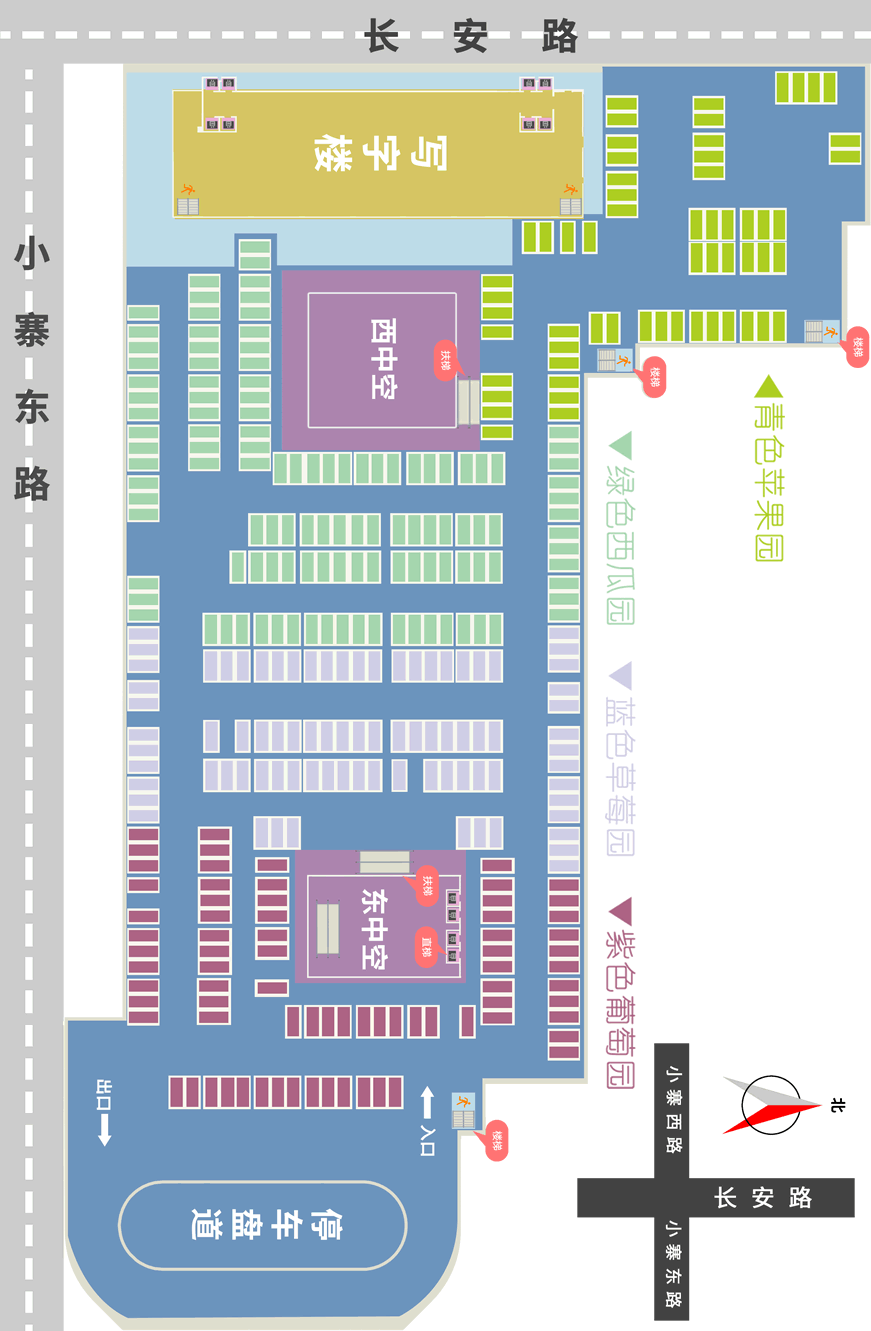 长安路
小寨东路
写字楼
西中空
扶梯
楼梯
楼梯
青色苹果园
绿色西瓜园
蓝色草莓园
紫色葡萄园
扶梯
东中空
直梯
出口
入口
楼梯
停车盘道
北
小寨西路
长安路
小寨东路